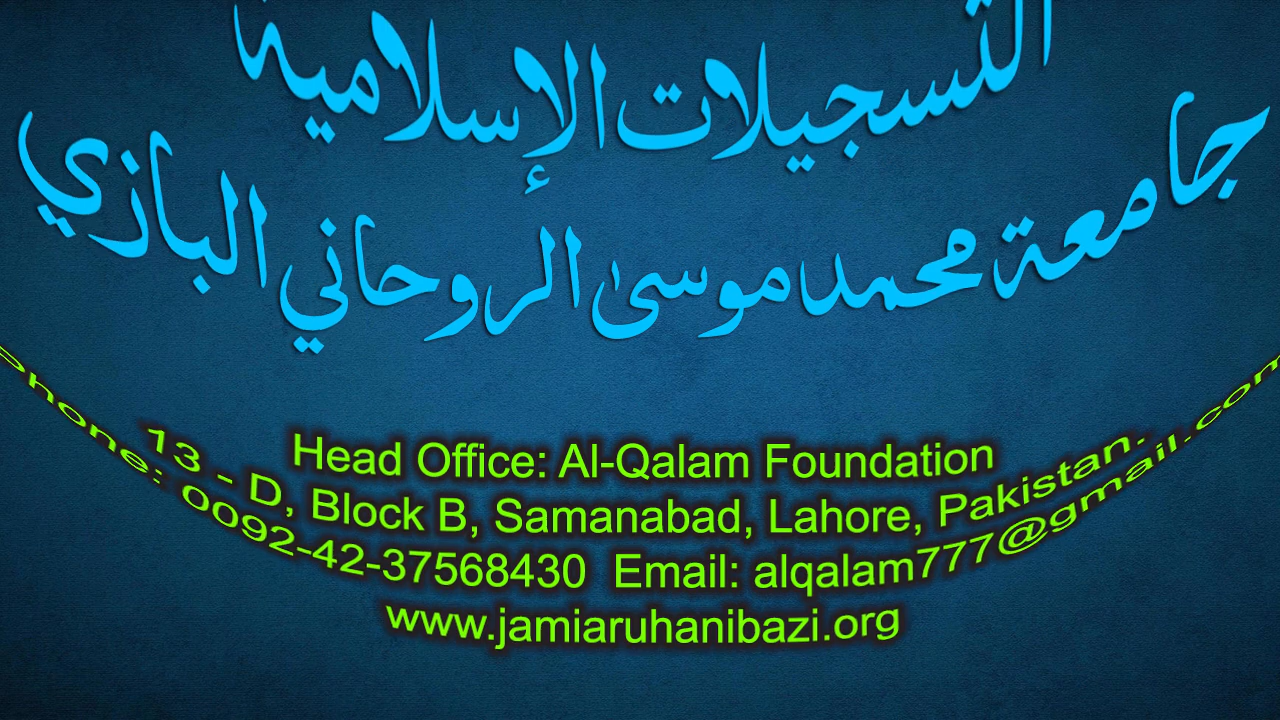 التسجيلات الإسلامية
جامعة محمد موسىٰ الروحاني البازي
Head Office: Al-Qalam Foundation
13 - D, Block B, Samanabad, Lahore, Pakistan.
Phone: 0092-42-37568430 Email: alqalam777@gmail.com
www.jamiaruhanibazi.org